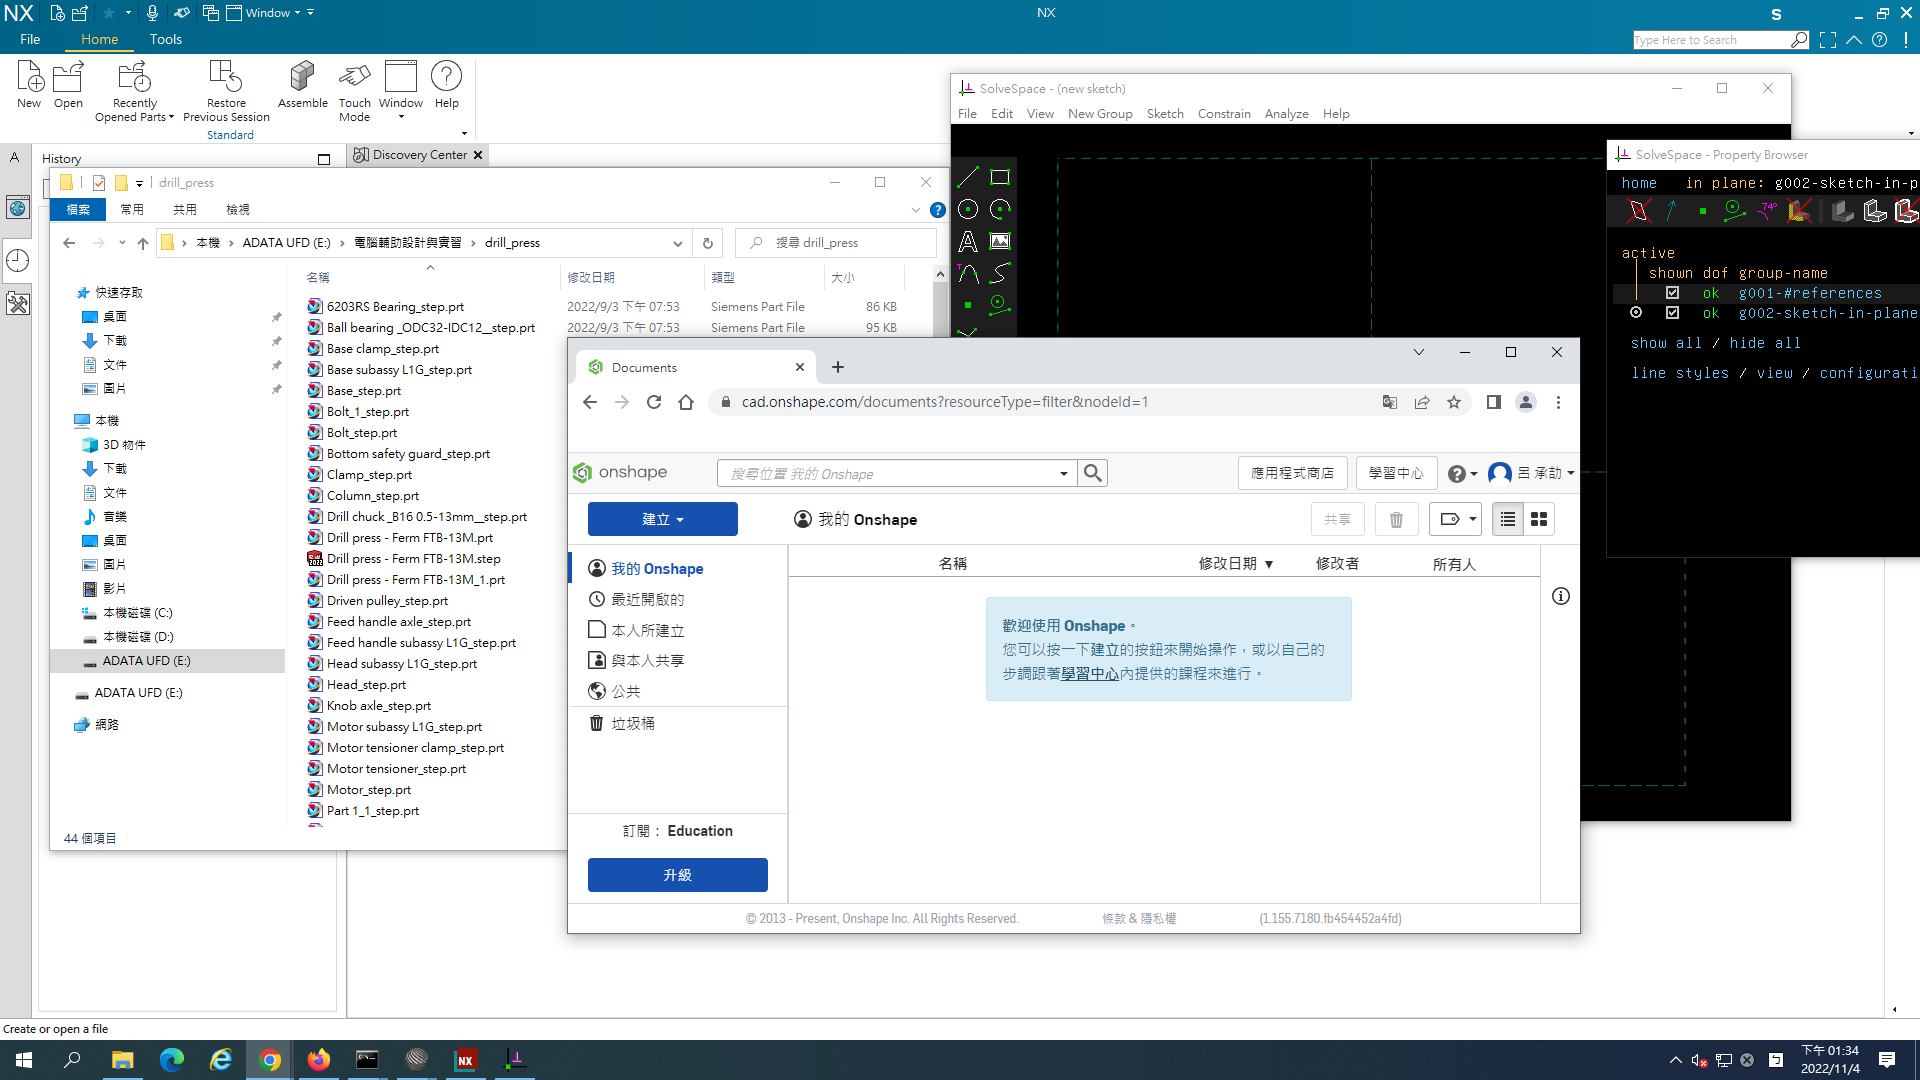 NX
Window
NX
S
File
Home
Tools
Type Here to Search
New
Open
Recently
Opened Parts
Restore
Previous Session
Assemble
Touch
Mode
Window
Help
Standard
A
History
Discovery Center
drill_press
檔案
常用
共用
檢視
本機
ADATA UFD (E:)
電腦輔助設計與實習
drill_press
搜尋 drill_press
快速存取
桌面
下載
文件
圖片
本機
3D 物件
下載
文件
音樂
桌面
圖片
影片
本機磁碟 (C:)
本機磁碟 (D:)
ADATA UFD (E:)
ADATA UFD (E:)
網路
名稱 修改日期 類型 大小
6203RS Bearing_step.prt 2022/9/3 下午 07:53 Siemens Part File 86 KB
Ball bearing _ODC32-IDC12__step.prt 2022/9/3 下午 07:53 Siemens Part File 95 KB
Base clamp_step.prt
Base subassy L1G_step.prt
Base_step.prt
Bolt_1_step.prt
Bolt_step.prt
Bottom safety guard_step.prt
Clamp_step.prt
Column_step.prt
Drill chuck _B16 0.5-13mm__step.prt
Drill press - Ferm FTB-13M.prt
Drill press - Ferm FTB-13M.step
Drill press - Ferm FTB-13M_1.prt
Driven pulley_step.prt
Feed handle axle_step.prt
Feed handle subassy L1G_step.prt
Head subassy L1G_step.prt
Head_step.prt
Knob axle_step.prt
Motor subassy L1G_step.prt
Motor tensioner clamp_step.prt
Motor tensioner_step.prt
Motor_step.prt
Part 1_1_step.prt
44 個項目
SolveSpace - (new sketch)
File Edit View New Group Sketch Constrain Analyze Help
SolveSpace - Property Browser
home in plane: g002-sketch-in-p
74°
active
shown dof group-name
ok g001-#references
ok g002-sketch-in-plane
show all / hide all
line styles / view / configurati
Documents
cad.onshape.com/documents?resourceType=filter&nodeId=1
onshape
搜尋位置 我的 Onshape
應用程式商店
學習中心
呂 承劼
建立
我的 Onshape
共享
我的 Onshape
最近開啟的
本人所建立
與本人共享
公共
垃圾桶
名稱 修改日期 ▼ 修改者 所有人
歡迎使用 Onshape。
您可以按一下建立的按鈕來開始操作，或以自己的
步調跟著學習中心內提供的課程來進行。
訂閱： Education
升級
© 2013 - Present, Onshape Inc. All Rights Reserved.
條款 & 隱私權
(1.155.7180.fb454452a4fd)
Create or open a file
NX
下午 01:34
2022/11/4